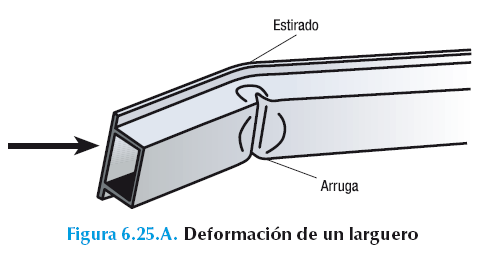 Estirado
Arruga
Figura 6.25.A. Deformación de un larguero